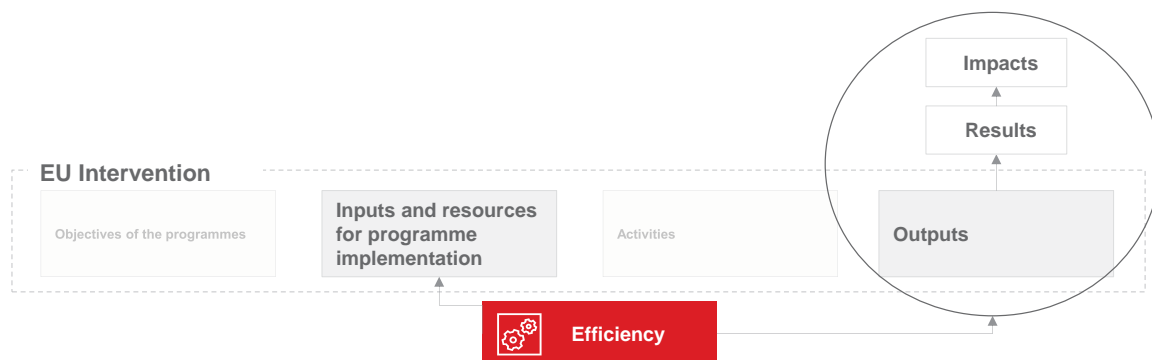 Impacts
Results
EU Intervention
Objectives of the programmes
Inputs and resources
for programme
implementation
Activities
Outputs
Efficiency